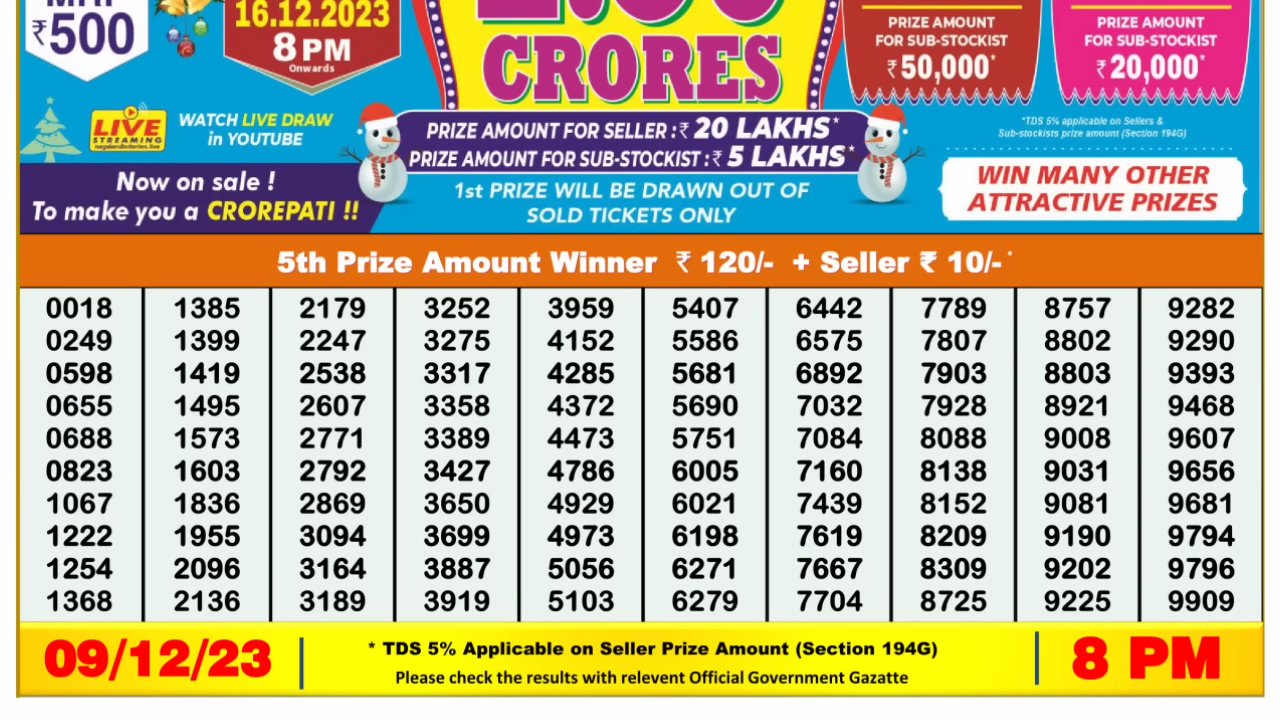 ₹500
16.12.2023
8 PM
Onwards
CRORES
PRIZE AMOUNT
FOR SUB-STOCKIST
₹ 50,000*
PRIZE AMOUNT
FOR SUB-STOCKIST
₹ 20,000*
LIVE
STREAMING
nagalandlotteries.live
WATCH LIVE DRAW
in YOUTUBE
PRIZE AMOUNT FOR SELLER : ₹ 20 LAKHS*
PRIZE AMOUNT FOR SUB-STOCKIST : ₹ 5 LAKHS*
*TDS 5% applicable on Sellers &
Sub-stockists prize amount (Section 194G)
Now on sale !
To make you a CROREPATI !!
1st PRIZE WILL BE DRAWN OUT OF
SOLD TICKETS ONLY
WIN MANY OTHER
ATTRACTIVE PRIZES
5th Prize Amount Winner ₹ 120/- + Seller ₹ 10/- *
0018 1385 2179 3252 3959 5407 6442 7789 8757 9282
0249 1399 2247 3275 4152 5586 6575 7807 8802 9290
0598 1419 2538 3317 4285 5681 6892 7903 8803 9393
0655 1495 2607 3358 4372 5690 7032 7928 8921 9468
0688 1573 2771 3389 4473 5751 7084 8088 9008 9607
0823 1603 2792 3427 4786 6005 7160 8138 9031 9656
1067 1836 2869 3650 4929 6021 7439 8152 9081 9681
1222 1955 3094 3699 4973 6198 7619 8209 9190 9794
1254 2096 3164 3887 5056 6271 7667 8309 9202 9796
1368 2136 3189 3919 5103 6279 7704 8725 9225 9909
09/12/23
* TDS 5% Applicable on Seller Prize Amount (Section 194G)
Please check the results with relevent Official Government Gazatte
8 PM